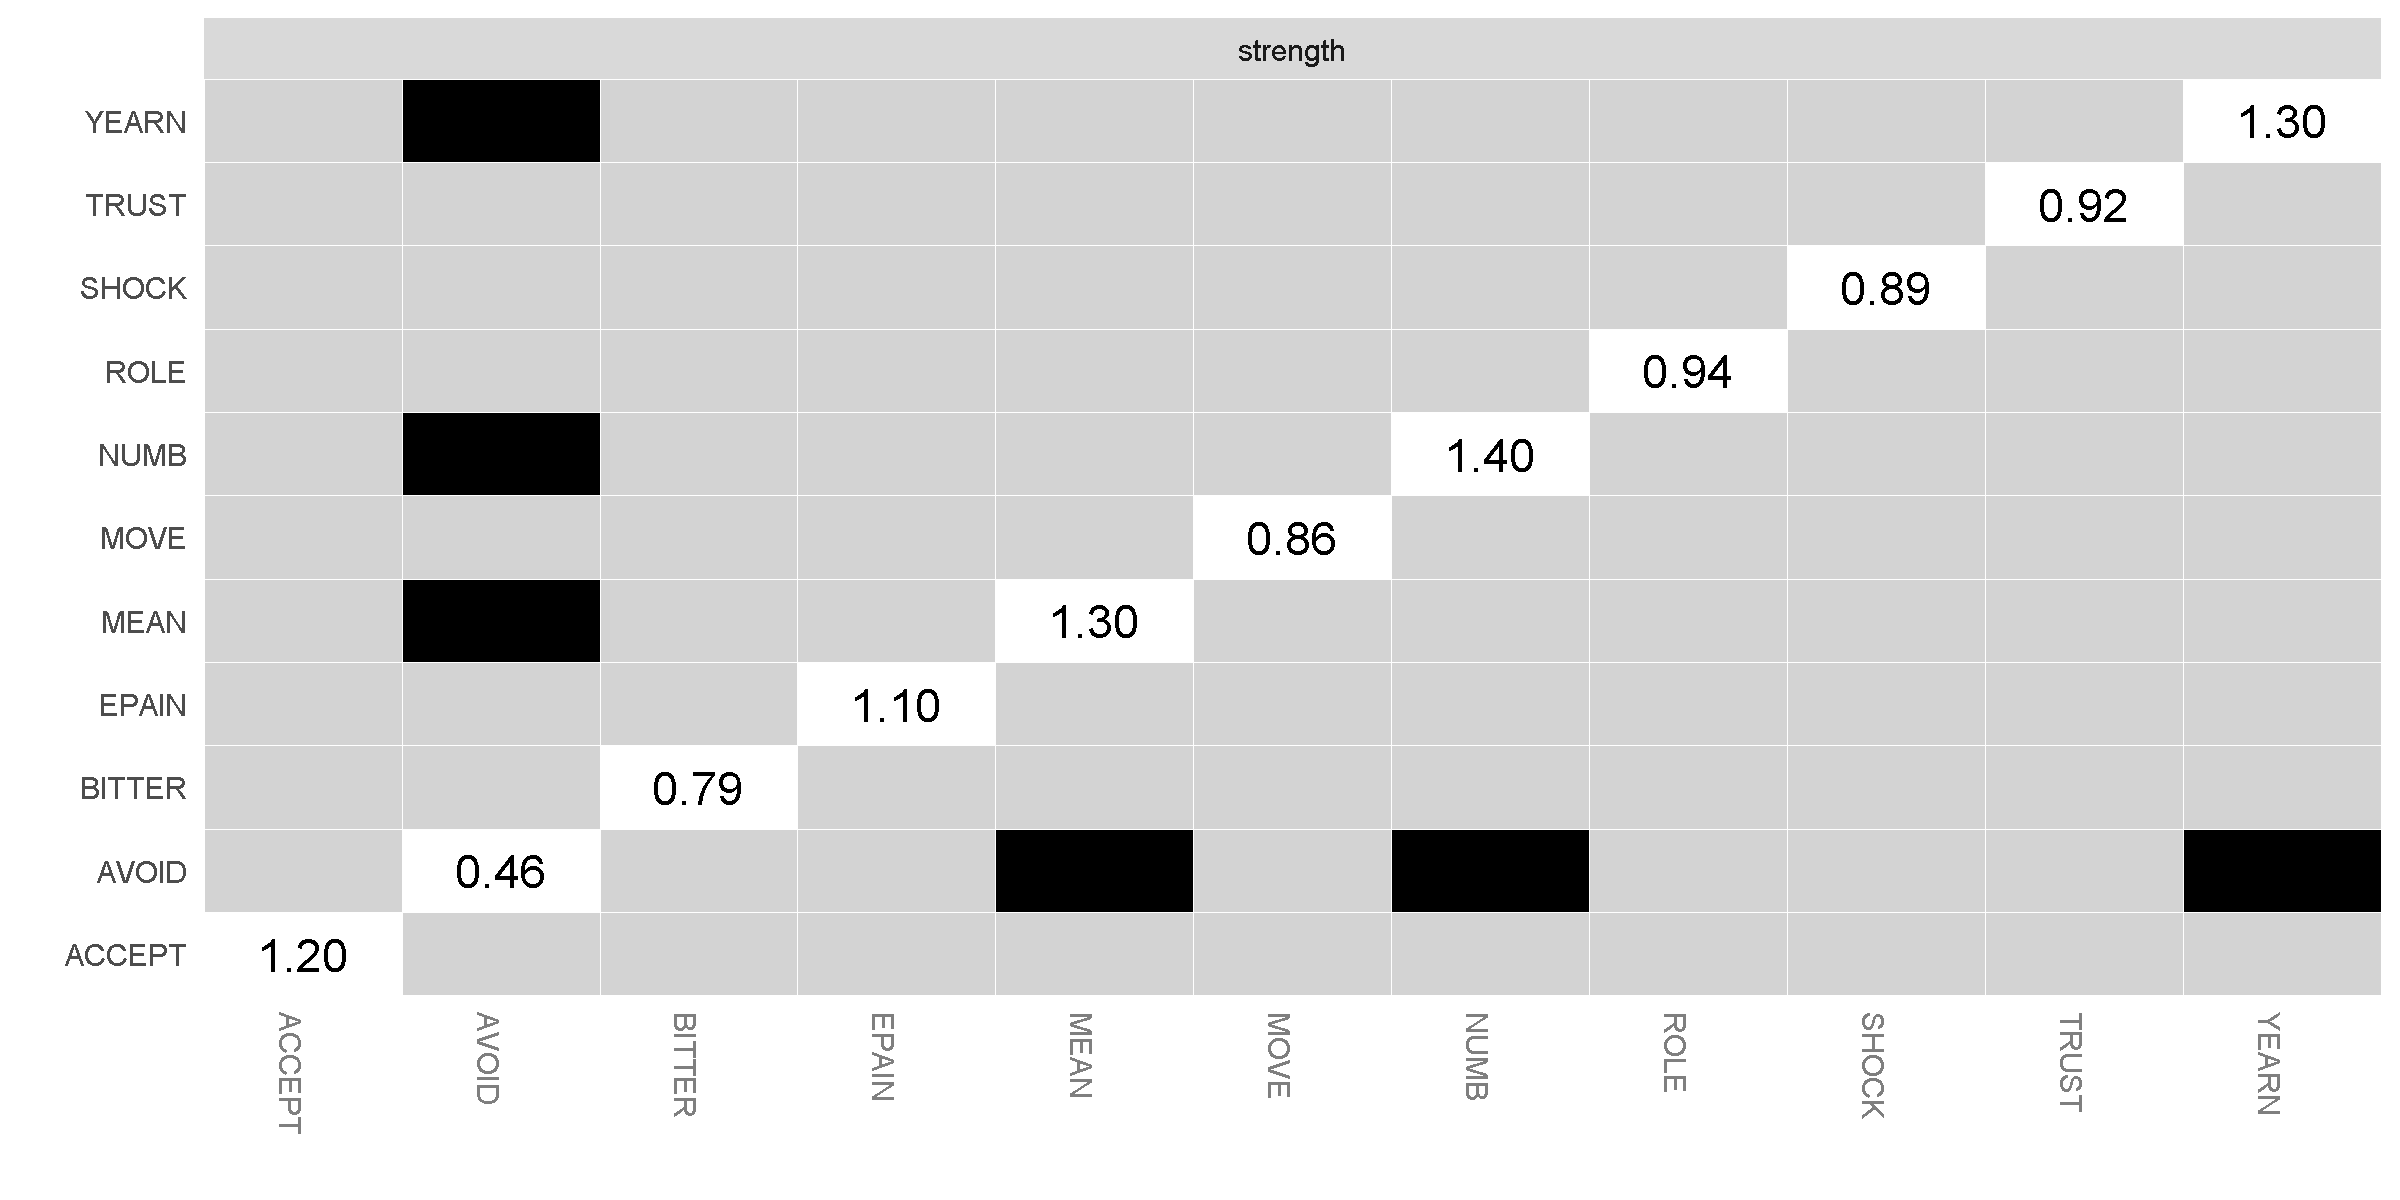 strength
YEARN 1.30
TRUST 0.92
SHOCK 0.89
ROLE 0.94
NUMB 1.40
MOVE 0.86
MEAN 1.30
EPAIN 1.10
BITTER 0.79
AVOID 0.46
ACCEPT 1.20
ACCEPT AVOID BITTER EPAIN MEAN MOVE NUMB ROLE SHOCK TRUST YEARN